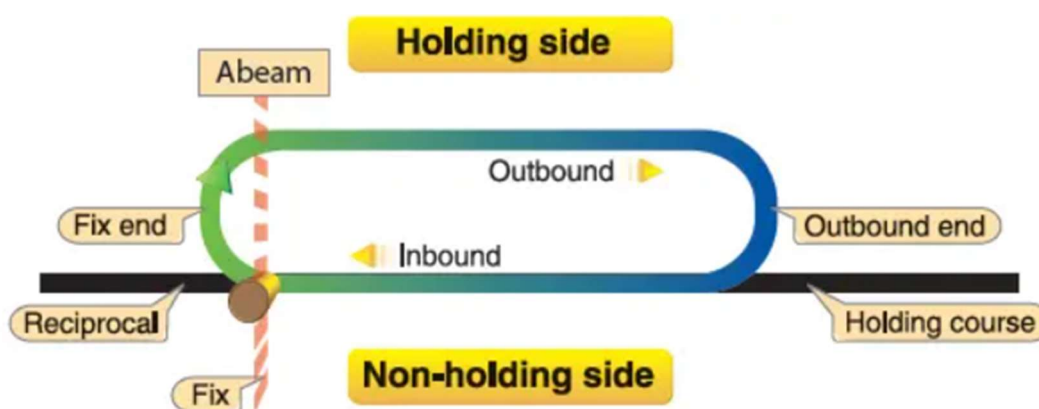 Holding side
Abeam
Outbound
Fix end
Outbound end
Inbound
Reciprocal
Holding course
Non-holding side
Fix